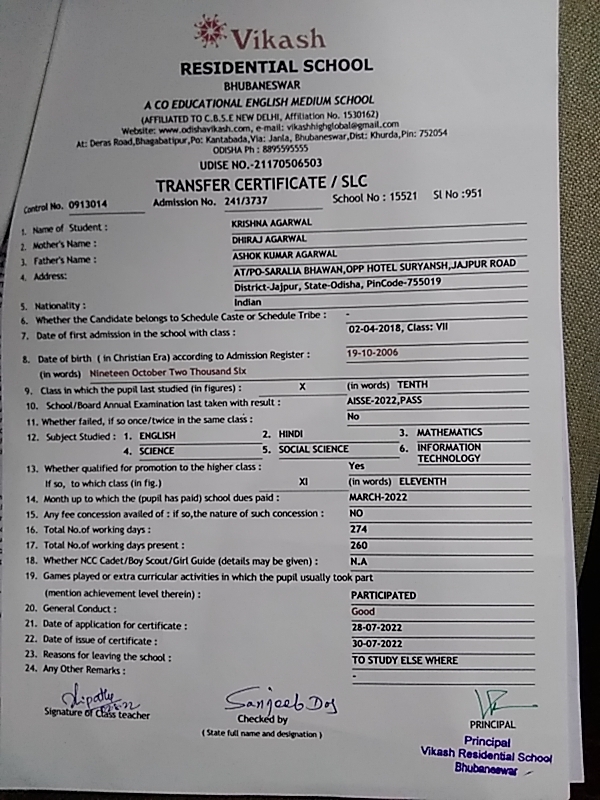 Vikash
RESIDENTIAL SCHOOL
BHUBANESWAR
A CO EDUCATIONAL ENGLISH MEDIUM SCHOOL
(AFFILIATED TO C.B.S.E NEW DELHI, Affiliation No. 1530162)
Website: www.odishavikash.com, e-mail: vikashhighglobal@gmail.com
At: Deras Road,Bhagabatipur,Po: Kantabada,Via: Janla, Bhubaneswar,Dist: Khurda,Pin: 752054
ODISHA Ph : 8895595555
UDISE NO.-21170506503
TRANSFER CERTIFICATE / SLC
Control No. 0913014 Admission No. 241/3737 School No : 15521 Sl No :951
1. Name of Student : KRISHNA AGARWAL
2. Mother's Name : DHIRAJ AGARWAL
3. Father's Name : ASHOK KUMAR AGARWAL
4. Address: AT/PO-SARALIA BHAWAN,OPP HOTEL SURYANSH,JAJPUR ROAD
District-Jajpur, State-Odisha, PinCode-755019
5. Nationality : Indian
6. Whether the Candidate belongs to Schedule Caste or Schedule Tribe : -
7. Date of first admission in the school with class : 02-04-2018, Class: VII
8. Date of birth ( in Christian Era) according to Admission Register : 19-10-2006
(in words) Nineteen October Two Thousand Six
9. Class in which the pupil last studied (in figures) : X (in words) TENTH
10. School/Board Annual Examination last taken with result : AISSE-2022,PASS
11. Whether failed, if so once/twice in the same class : No
12. Subject Studied : 1. ENGLISH 2. HINDI 3. MATHEMATICS
4. SCIENCE 5. SOCIAL SCIENCE 6. INFORMATION
TECHNOLOGY
13. Whether qualified for promotion to the higher class : Yes
If so, to which class (in fig.) XI (in words) ELEVENTH
14. Month up to which the (pupil has paid) school dues paid : MARCH-2022
15. Any fee concession availed of : if so,the nature of such concession : NO
16. Total No.of working days : 274
17. Total No.of working days present : 260
18. Whether NCC Cadet/Boy Scout/Girl Guide (details may be given) : N.A
19. Games played or extra curricular activities in which the pupil usually took part
(mention achievement level therein) : PARTICIPATED
20. General Conduct : Good
21. Date of application for certificate : 28-07-2022
22. Date of issue of certificate : 30-07-2022
23. Reasons for leaving the school : TO STUDY ELSE WHERE
24. Any Other Remarks : -
Sanjeeb Das
Signature of class teacher Checked by PRINCIPAL
( State full name and designation )
Principal
Vikash Residential School
Bhubaneswar